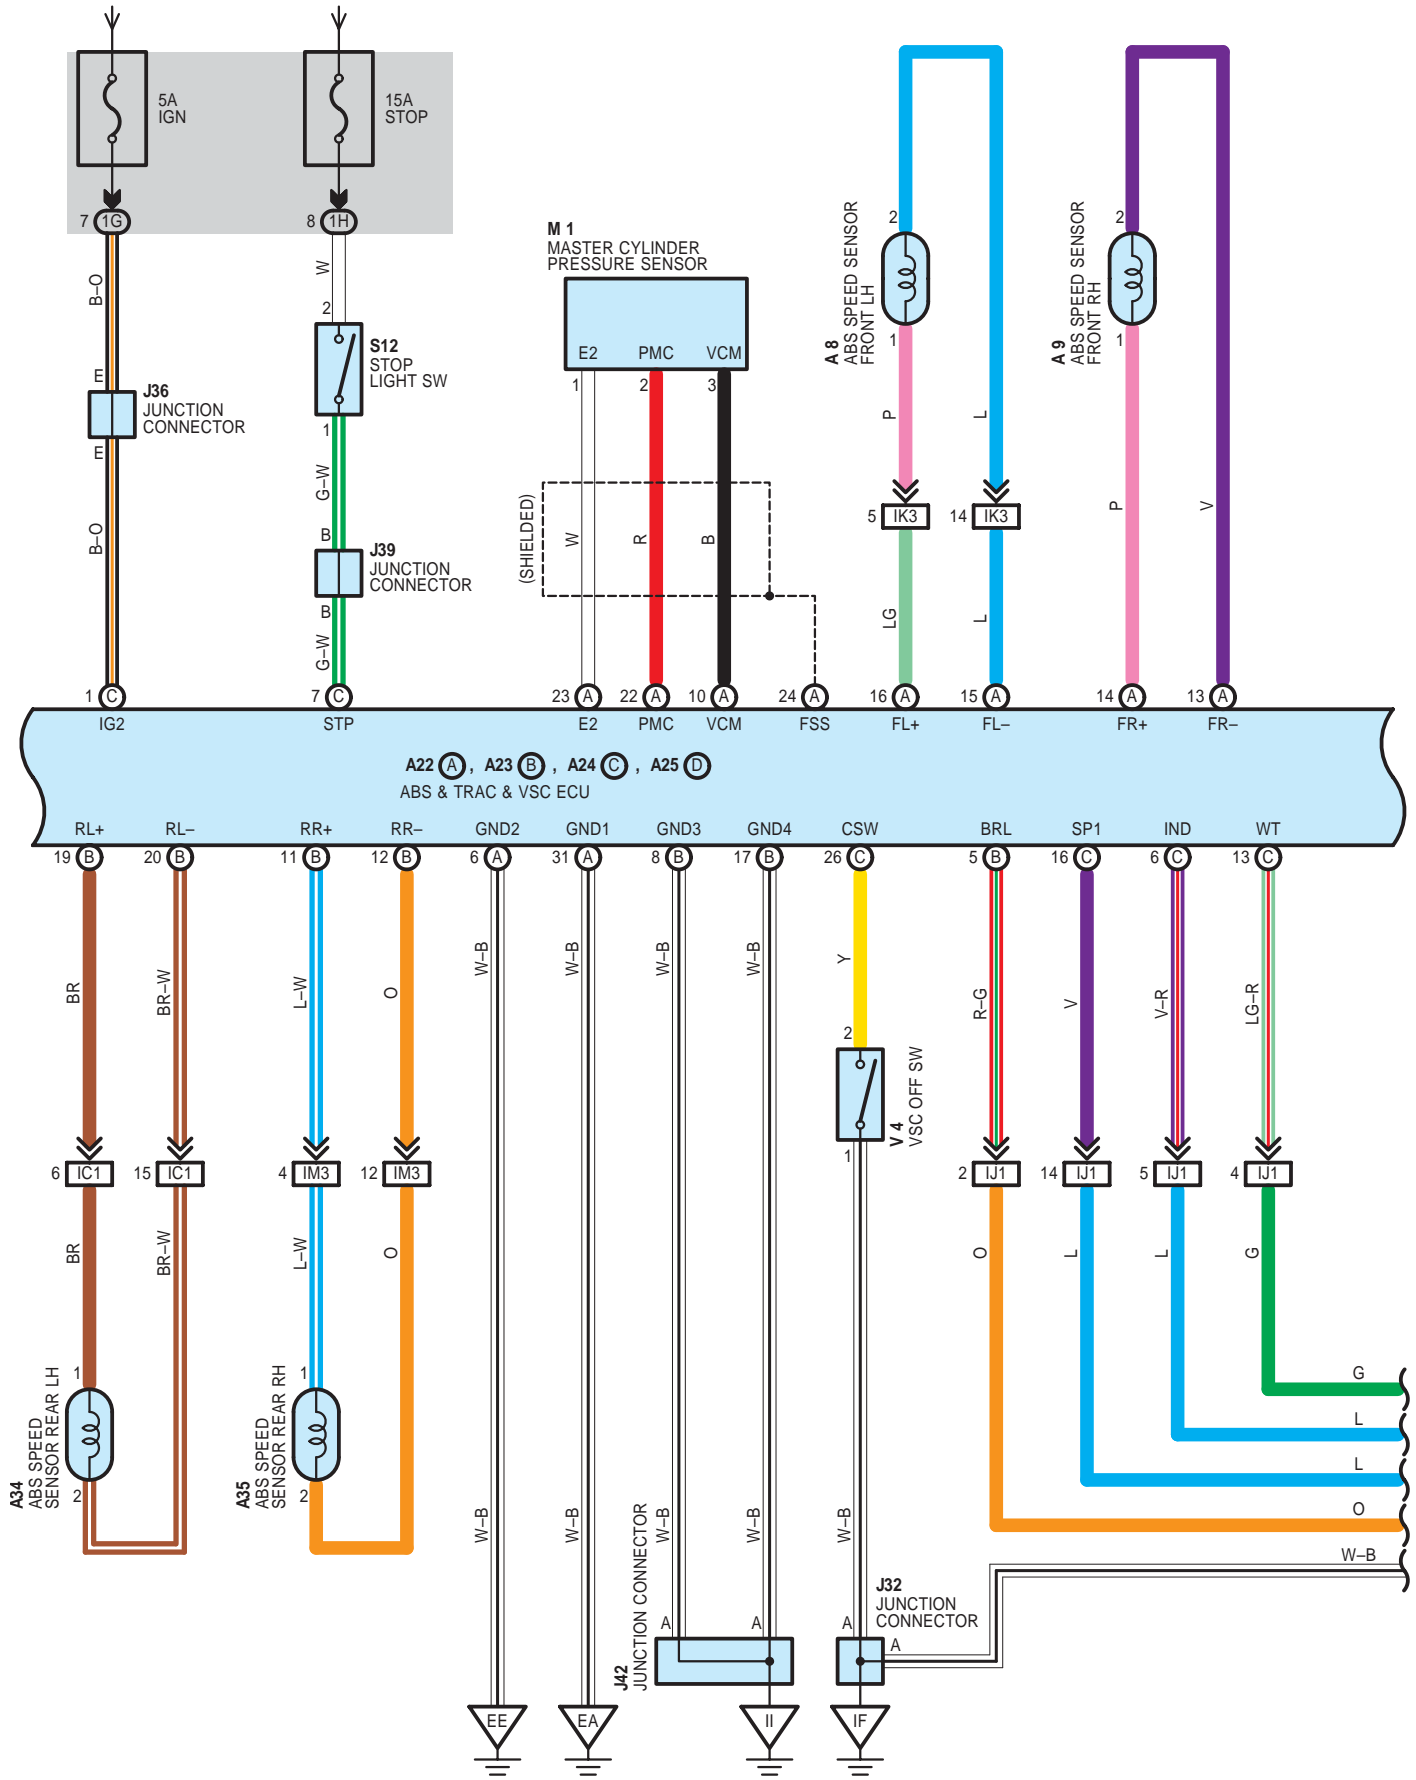 5A
IGN
15A
STOP
7 1G
8 1H
B–O
W
2
E
J36
JUNCTION
CONNECTOR
E
B–O
S12
STOP
LIGHT SW
1
G–W
B
J39
JUNCTION
CONNECTOR
B
G–W
M 1
MASTER CYLINDER
PRESSURE SENSOR
E2 PMC VCM
1 2 3
(SHIELDED)
W R B
2
A 8
ABS SPEED SENSOR
FRONT LH
1
P L
5 IK3 14 IK3
LG L
2
A 9
ABS SPEED SENSOR
FRONT RH
1
P V
1 C 7 C 23 A 22 A 10 A 24 A 16 A 15 A 14 A 13 A
IG2 STP E2 PMC VCM FSS FL+ FL– FR+ FR–
A22 A , A23 B , A24 C , A25 D
ABS & TRAC & VSC ECU
RL+ RL– RR+ RR– GND2 GND1 GND3 GND4 CSW BRL SP1 IND WT
19 B 20 B 11 B 12 B 6 A 31 A 8 B 17 B 26 C 5 B 16 C 6 C 13 C
BR BR–W L–W O W–B W–B W–B W–B Y R–G V V–R LG–R
2
V 4
VSC OFF SW
1
6 IC1 15 IC1 4 IM3 12 IM3 2 IJ1 14 IJ1 5 IJ1 4 IJ1
BR BR–W L–W O O L L G
1
A34
ABS SPEED
SENSOR REAR LH
2
1
A35
ABS SPEED
SENSOR REAR RH
2
G
L
L
O
W–B
W–B W–B W–B W–B W–B
J42
JUNCTION CONNECTOR
A A
J32
JUNCTION
CONNECTOR
A A
EE EA II IF